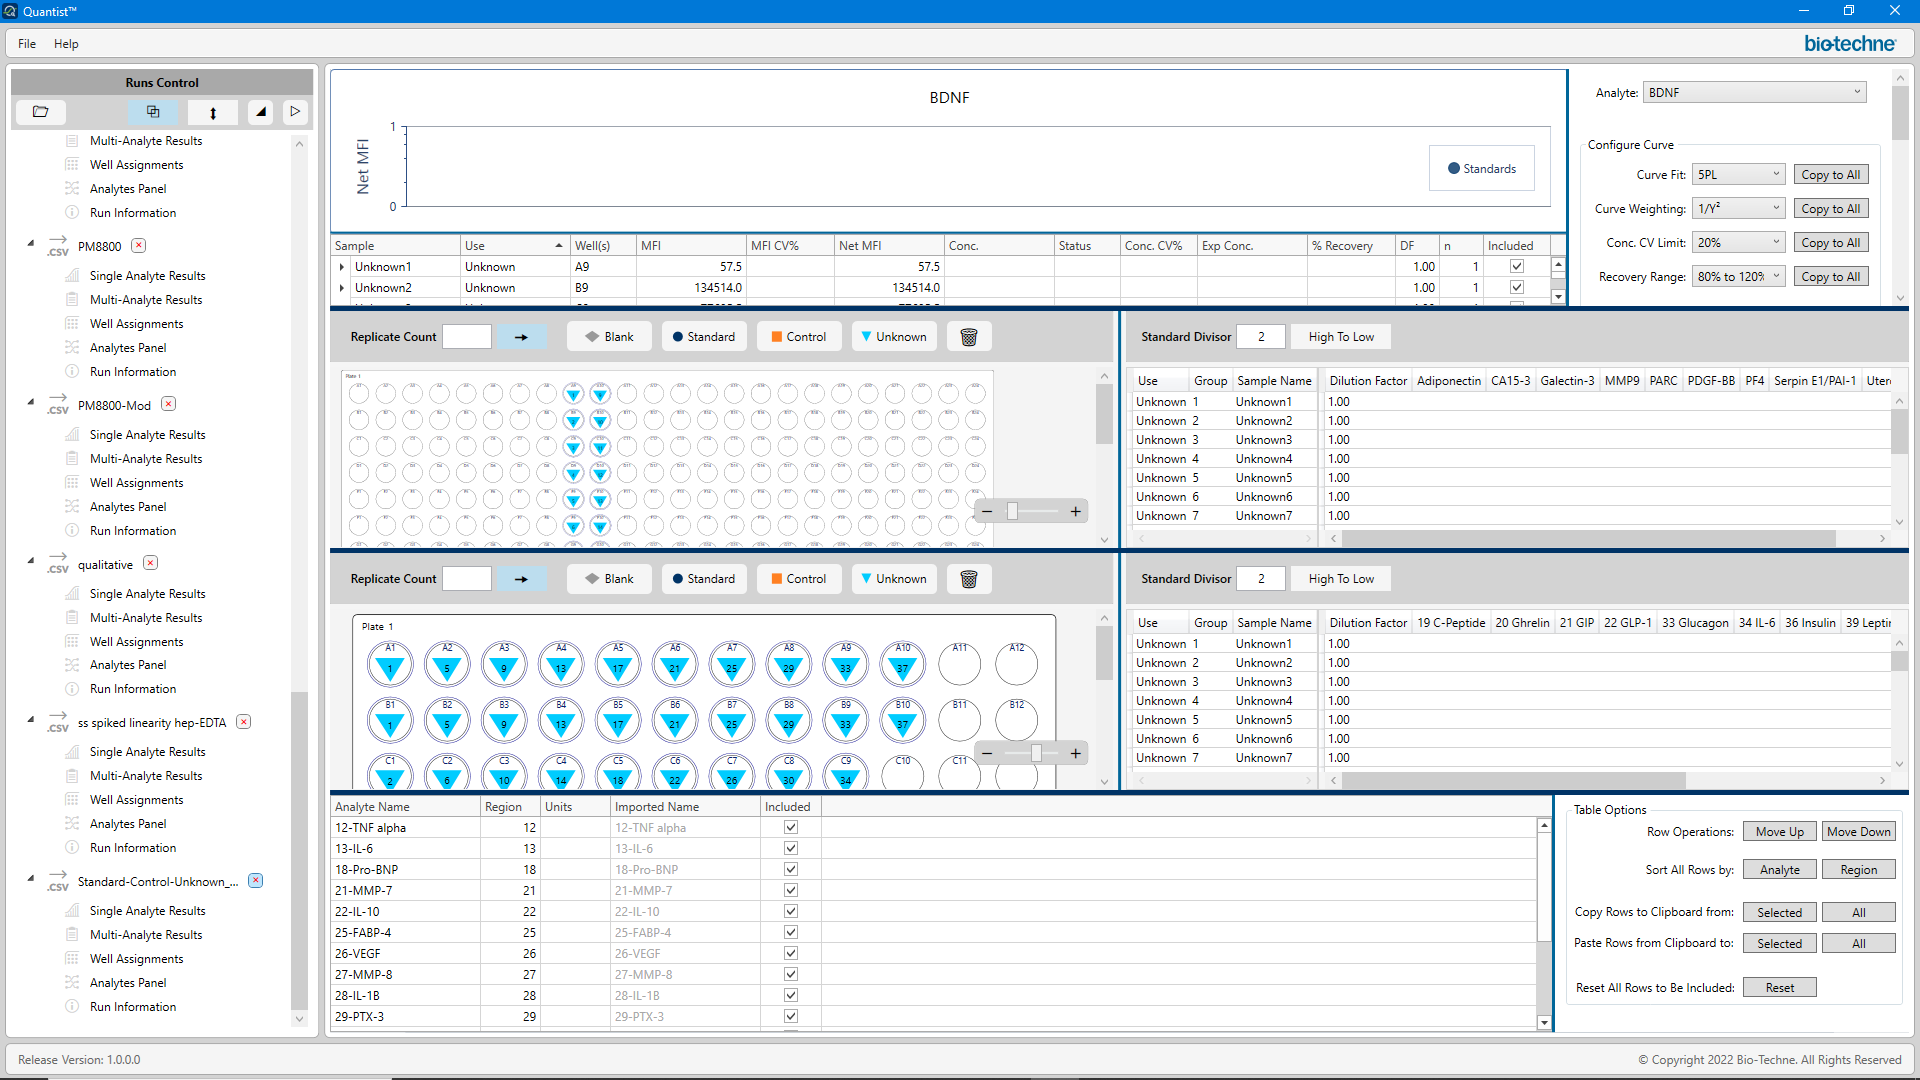 Quantist™
File Help
bio-techne
Runs Control
Multi-Analyte Results
Well Assignments
Analytes Panel
Run Information
.CSV PM8800
Single Analyte Results
Multi-Analyte Results
Well Assignments
Analytes Panel
Run Information
.CSV PM8800-Mod
Single Analyte Results
Multi-Analyte Results
Well Assignments
Analytes Panel
Run Information
.CSV qualitative
Single Analyte Results
Multi-Analyte Results
Well Assignments
Analytes Panel
Run Information
.CSV ss spiked linearity hep-EDTA
Single Analyte Results
Multi-Analyte Results
Well Assignments
Analytes Panel
Run Information
.CSV Standard-Control-Unknown_...
Single Analyte Results
Multi-Analyte Results
Well Assignments
Analytes Panel
Run Information
BDNF
Net MFI
1
0
Standards
Sample Use Well(s) MFI MFI CV% Net MFI Conc. Status Conc. CV% Exp Conc. % Recovery DF n Included
Unknown1 Unknown A9 57.5 57.5 1.00 1
Unknown2 Unknown B9 134514.0 134514.0 1.00 1
Analyte: BDNF
Configure Curve
Curve Fit: 5PL Copy to All
Curve Weighting: 1/Y² Copy to All
Conc. CV Limit: 20% Copy to All
Recovery Range: 80% to 120% Copy to All
Replicate Count Blank Standard Control Unknown
Plate 1
Standard Divisor 2 High To Low
Use Group Sample Name Dilution Factor Adiponectin CA15-3 Galectin-3 MMP9 PARC PDGF-BB PF4 Serpin E1/PAI-1 Uter
Unknown 1 Unknown1 1.00
Unknown 2 Unknown2 1.00
Unknown 3 Unknown3 1.00
Unknown 4 Unknown4 1.00
Unknown 5 Unknown5 1.00
Unknown 6 Unknown6 1.00
Unknown 7 Unknown7 1.00
Replicate Count Blank Standard Control Unknown
Plate 1
A1 A2 A3 A4 A5 A6 A7 A8 A9 A10 A11 A12
1 5 9 13 17 21 25 29 33 37
B1 B2 B3 B4 B5 B6 B7 B8 B9 B10 B11 B12
1 5 9 13 17 21 25 29 33 37
C1 C2 C3 C4 C5 C6 C7 C8 C9 C10 C11
2 6 10 14 18 22 26 30 34
Standard Divisor 2 High To Low
Use Group Sample Name Dilution Factor 19 C-Peptide 20 Ghrelin 21 GIP 22 GLP-1 33 Glucagon 34 IL-6 36 Insulin 39 Leptin
Unknown 1 Unknown1 1.00
Unknown 2 Unknown2 1.00
Unknown 3 Unknown3 1.00
Unknown 4 Unknown4 1.00
Unknown 5 Unknown5 1.00
Unknown 6 Unknown6 1.00
Unknown 7 Unknown7 1.00
Analyte Name Region Units Imported Name Included
12-TNF alpha 12 12-TNF alpha
13-IL-6 13 13-IL-6
18-Pro-BNP 18 18-Pro-BNP
21-MMP-7 21 21-MMP-7
22-IL-10 22 22-IL-10
25-FABP-4 25 25-FABP-4
26-VEGF 26 26-VEGF
27-MMP-8 27 27-MMP-8
28-IL-1B 28 28-IL-1B
29-PTX-3 29 29-PTX-3
Table Options
Row Operations: Move Up Move Down
Sort All Rows by: Analyte Region
Copy Rows to Clipboard from: Selected All
Paste Rows from Clipboard to: Selected All
Reset All Rows to Be Included: Reset
Release Version: 1.0.0.0
© Copyright 2022 Bio-Techne. All Rights Reserved